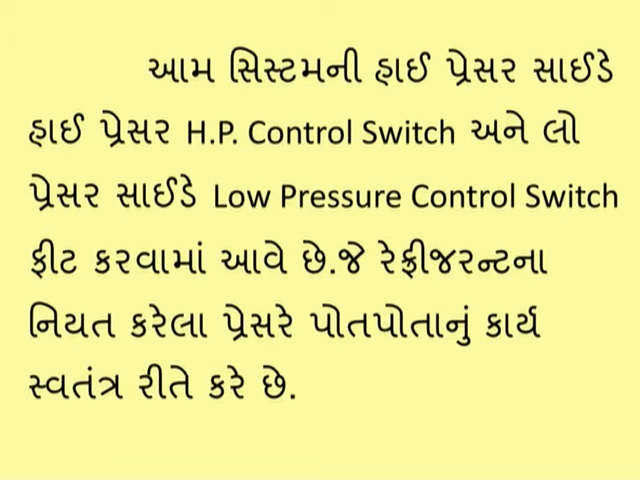 આમ સિસ્ટમની હાઈ પ્રેસર સાઈડે
હાઈ પ્રેસર H.P. Control Switch અને લો
પ્રેસર સાઈડે Low Pressure Control Switch
ફીટ કરવામાં આવે છે.જે રેફ્રીજરન્ટના
નિયત કરેલા પ્રેસરે પોતપોતાનું કાર્ય
સ્વતંત્ર રીતે કરે છે.